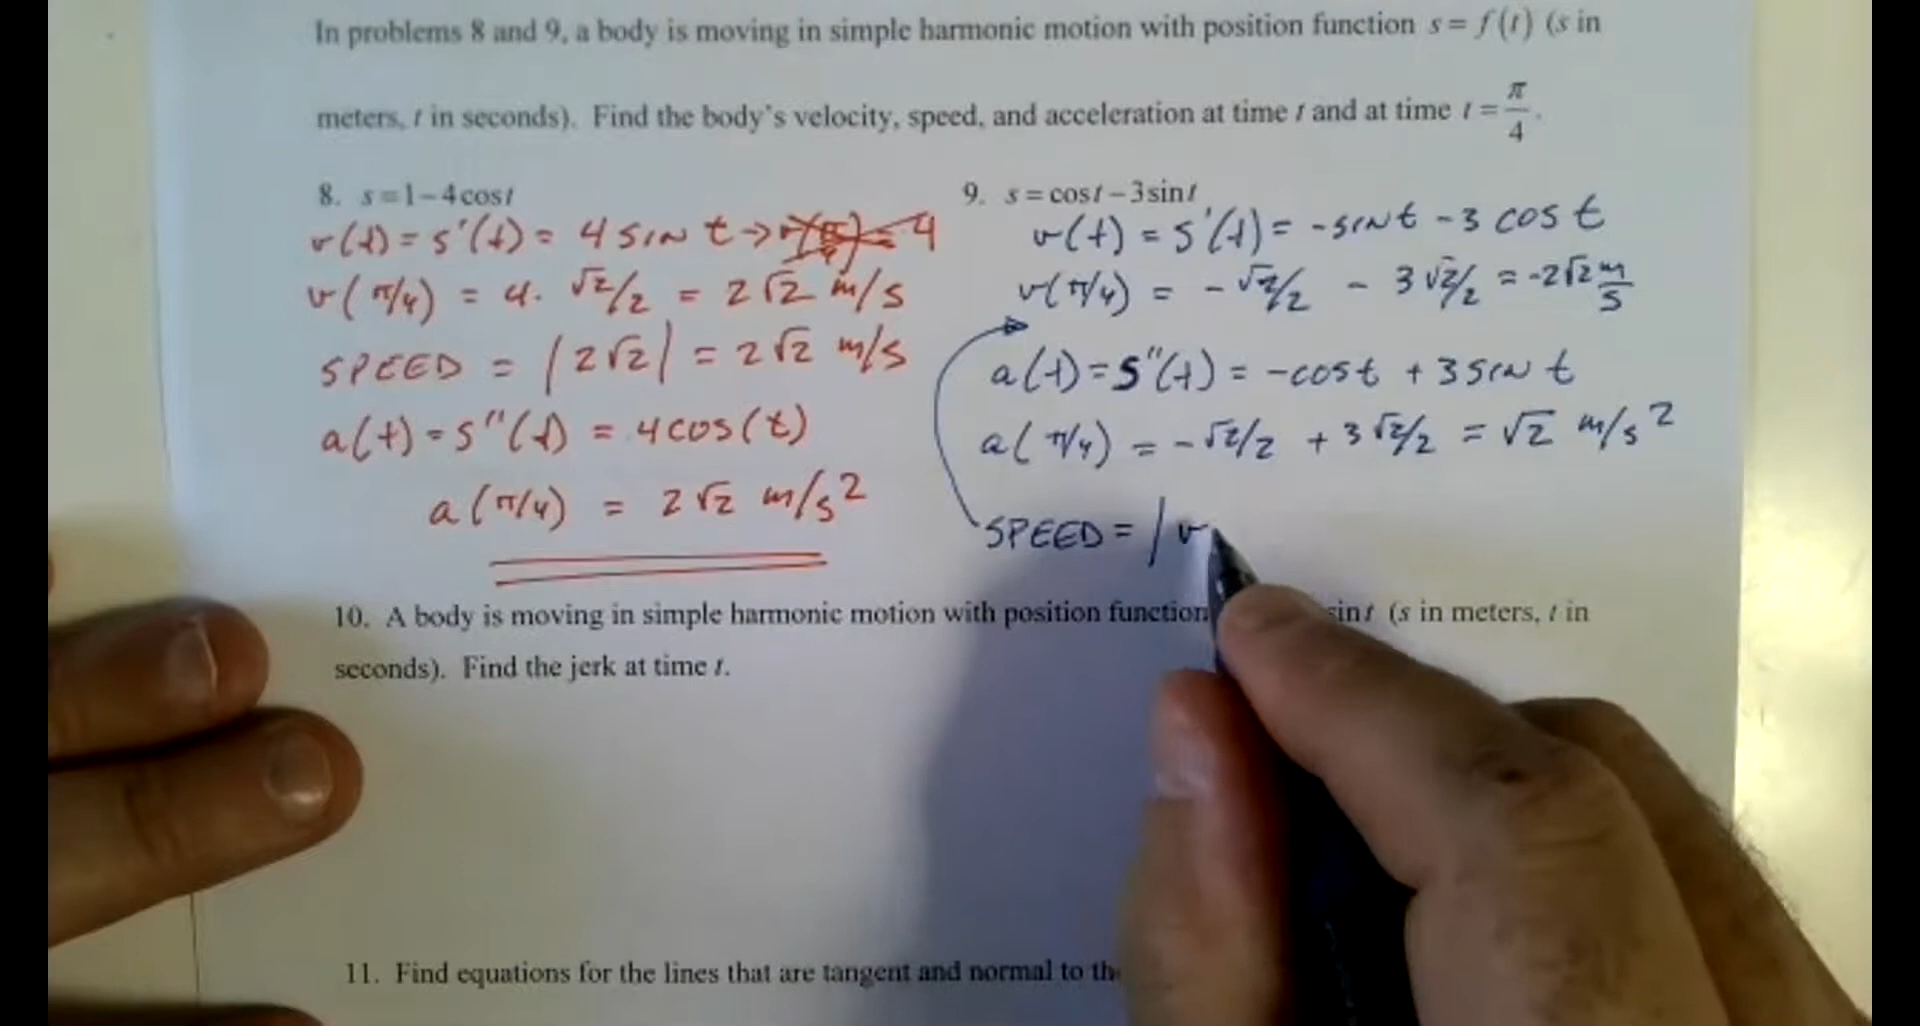 In problems 8 and 9, a body is moving in simple harmonic motion with position function s = f(t) (s in
meters, t in seconds). Find the body's velocity, speed, and acceleration at time t and at time t = π/4.
8. s = 1 – 4cos t
v(t) = s'(t) = 4 SIN t →
v(π/4) = 4 · √2/2 = 2√2 m/s
SPEED = |2√2| = 2√2 m/s
a(t) = s''(t) = 4cos(t)
a(π/4) = 2√2 m/s²
9. s = cos t – 3sin t
v(t) = s'(t) = -SIN t - 3 cos t
v(π/4) = -√2/2 - 3√2/2 = -2√2 m/s
a(t) = s''(t) = -cos t + 3 SIN t
a(π/4) = -√2/2 + 3√2/2 = √2 m/s²
SPEED = |v
10. A body is moving in simple harmonic motion with position function sin t (s in meters, t in
seconds). Find the jerk at time t.
11. Find equations for the lines that are tangent and normal to